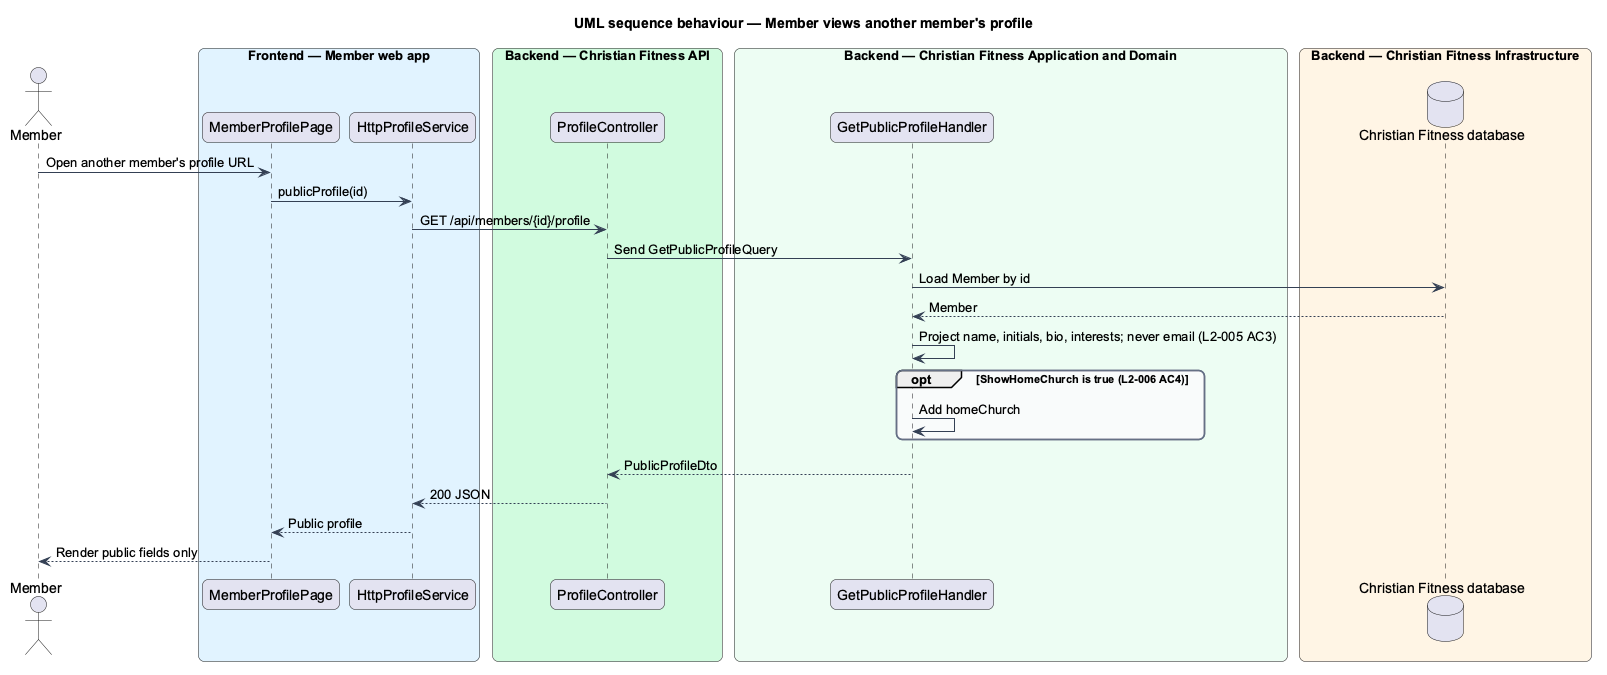 UML sequence behaviour — Member views another member's profile
Frontend — Member web app
Backend — Christian Fitness API
Backend — Christian Fitness Application and Domain
Backend — Christian Fitness Infrastructure
Member
MemberProfilePage
HttpProfileService
ProfileController
GetPublicProfileHandler
Christian Fitness database
Open another member's profile URL
publicProfile(id)
GET /api/members/{id}/profile
Send GetPublicProfileQuery
Load Member by id
Member
Project name, initials, bio, interests; never email (L2-005 AC3)
opt
[ShowHomeChurch is true (L2-006 AC4)]
Add homeChurch
PublicProfileDto
200 JSON
Public profile
Render public fields only
Member
MemberProfilePage
HttpProfileService
ProfileController
GetPublicProfileHandler
Christian Fitness database